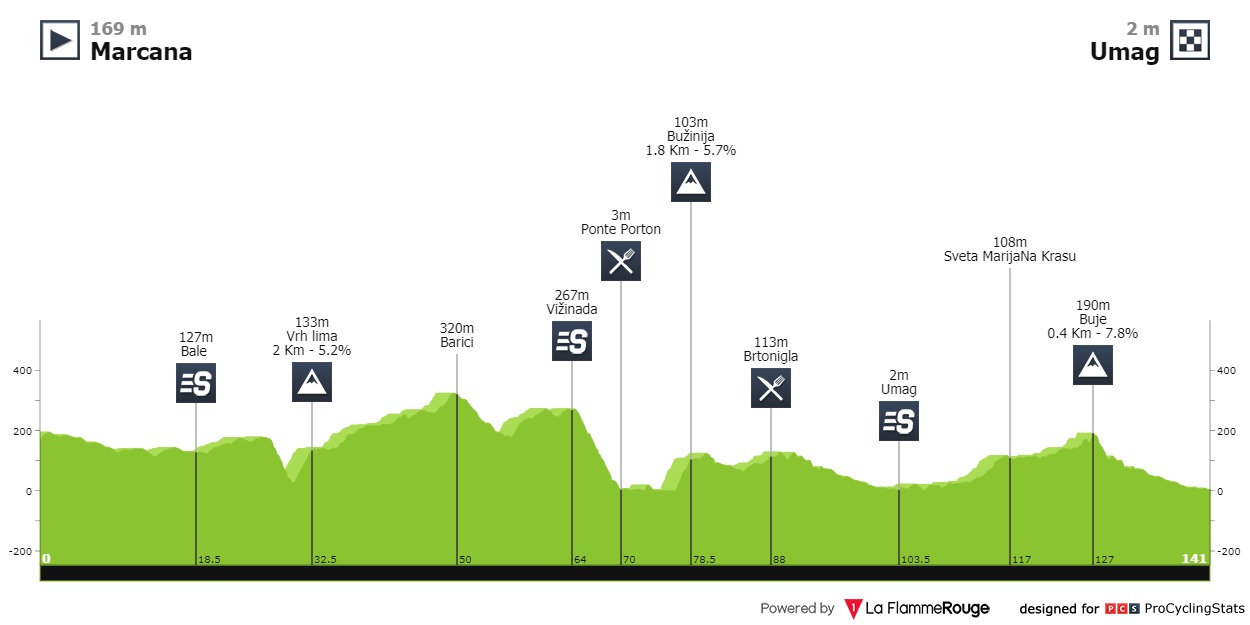 169 m
Marcana
2 m
Umag
103m
Bužinija
1.8 Km - 5.7%
3m
Ponte Porton
108m
Sveta MarijaNa Krasu
267m
Vižinada
190m
Buje
0.4 Km - 7.8%
133m
Vrh lima
2 Km - 5.2%
320m
Barici
127m
Bale
113m
Brtonigla
2m
Umag
S
S
S
400
200
0
-200
400
200
0
-200
0
18.5
32.5
50
64
70
78.5
88
103.5
117
127
141
Powered by La FlammeRouge
designed for PCS ProCyclingStats